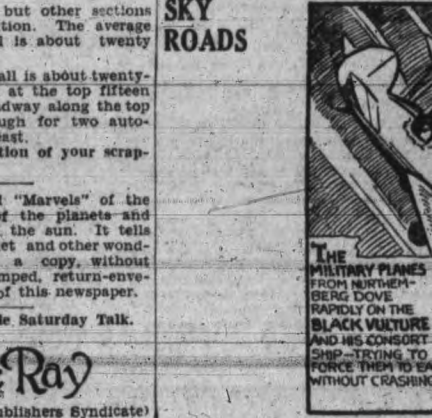 but other sections
tion. The average
l is about twenty
all is about twenty-
at the top fifteen
dway along the top
ugh for two auto-
east.
tion of your scrap-
"Marvels" of the
of the planets and
the sun. It tells
et and other wond-
a copy, without
mped, return-enve-
of this newspaper.
le Saturday Talk.
Ray
blishers Syndicate)
SKY
ROADS
THE
MILITARY PLANES
FROM NURTHEM-
BERG DOVE
RAPIDLY ON THE
BLACK VULTURE
AND HIS CONSORT
SHIP—TRYING TO
FORCE THEM TO EA
WITHOUT CRASHING